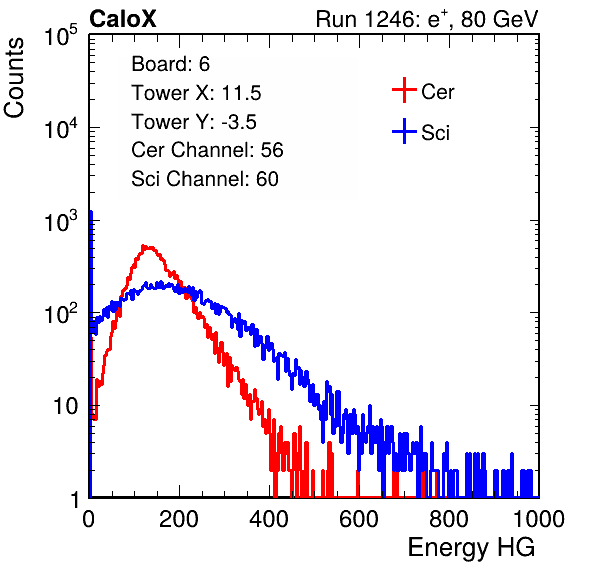 CaloX Run 1246: e⁺, 80 GeV
Counts
Board: 6
Tower X: 11.5
Tower Y: -3.5
Cer Channel: 56
Sci Channel: 60
Cer
Sci
10⁵
10⁴
10³
10²
10
1
0 200 400 600 800 1000
Energy HG